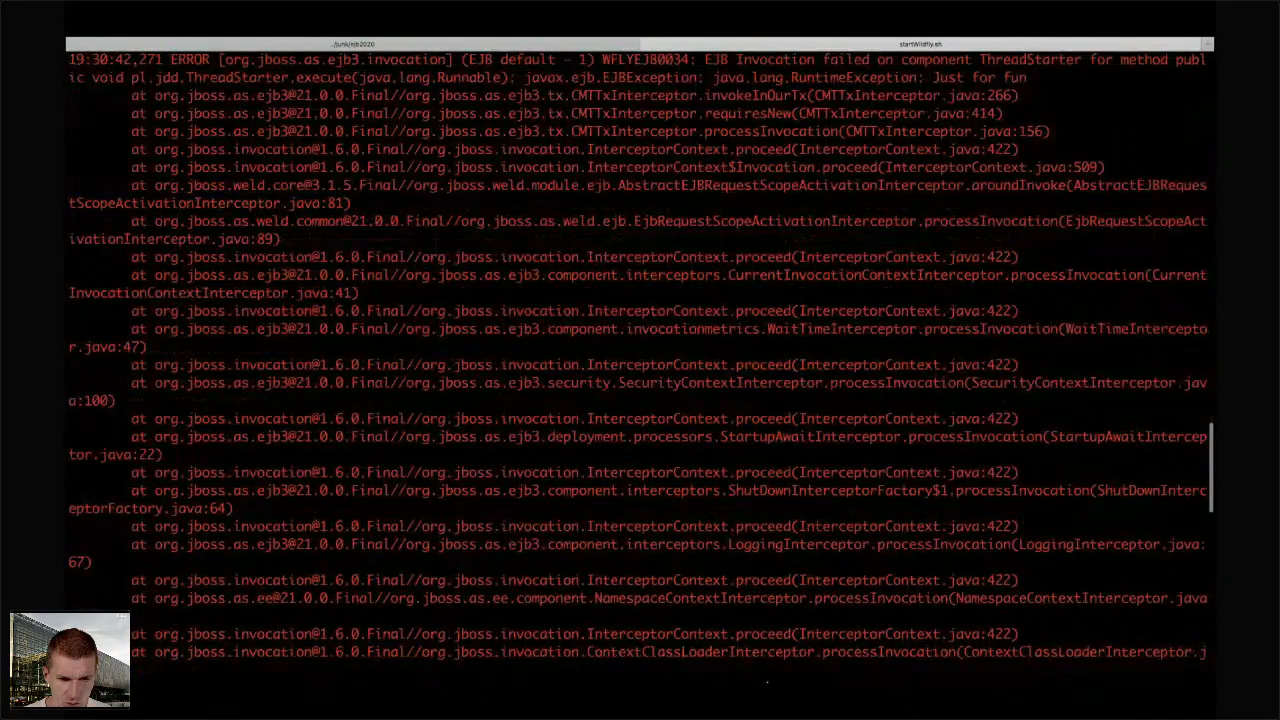 ../junk/ejb2020
startWildfly.sh
19:30:42,271 ERROR [org.jboss.as.ejb3.invocation] (EJB default - 1) WFLYEJB0034: EJB Invocation failed on component ThreadStarter for method publ
ic void pl.jdd.ThreadStarter.execute(java.lang.Runnable): javax.ejb.EJBException: java.lang.RuntimeException: Just for fun
at org.jboss.as.ejb3@21.0.0.Final//org.jboss.as.ejb3.tx.CMTTxInterceptor.invokeInOurTx(CMTTxInterceptor.java:266)
at org.jboss.as.ejb3@21.0.0.Final//org.jboss.as.ejb3.tx.CMTTxInterceptor.requiresNew(CMTTxInterceptor.java:414)
at org.jboss.as.ejb3@21.0.0.Final//org.jboss.as.ejb3.tx.CMTTxInterceptor.processInvocation(CMTTxInterceptor.java:156)
at org.jboss.invocation@1.6.0.Final//org.jboss.invocation.InterceptorContext.proceed(InterceptorContext.java:422)
at org.jboss.invocation@1.6.0.Final//org.jboss.invocation.InterceptorContext$Invocation.proceed(InterceptorContext.java:509)
at org.jboss.weld.core@3.1.5.Final//org.jboss.weld.module.ejb.AbstractEJBRequestScopeActivationInterceptor.aroundInvoke(AbstractEJBReques
tScopeActivationInterceptor.java:81)
at org.jboss.as.weld.common@21.0.0.Final//org.jboss.as.weld.ejb.EjbRequestScopeActivationInterceptor.processInvocation(EjbRequestScopeAct
ivationInterceptor.java:89)
at org.jboss.invocation@1.6.0.Final//org.jboss.invocation.InterceptorContext.proceed(InterceptorContext.java:422)
at org.jboss.as.ejb3@21.0.0.Final//org.jboss.as.ejb3.component.interceptors.CurrentInvocationContextInterceptor.processInvocation(Current
InvocationContextInterceptor.java:41)
at org.jboss.invocation@1.6.0.Final//org.jboss.invocation.InterceptorContext.proceed(InterceptorContext.java:422)
at org.jboss.as.ejb3@21.0.0.Final//org.jboss.as.ejb3.component.invocationmetrics.WaitTimeInterceptor.processInvocation(WaitTimeIntercepto
r.java:47)
at org.jboss.invocation@1.6.0.Final//org.jboss.invocation.InterceptorContext.proceed(InterceptorContext.java:422)
at org.jboss.as.ejb3@21.0.0.Final//org.jboss.as.ejb3.security.SecurityContextInterceptor.processInvocation(SecurityContextInterceptor.jav
a:100)
at org.jboss.invocation@1.6.0.Final//org.jboss.invocation.InterceptorContext.proceed(InterceptorContext.java:422)
at org.jboss.as.ejb3@21.0.0.Final//org.jboss.as.ejb3.deployment.processors.StartupAwaitInterceptor.processInvocation(StartupAwaitIntercep
tor.java:22)
at org.jboss.invocation@1.6.0.Final//org.jboss.invocation.InterceptorContext.proceed(InterceptorContext.java:422)
at org.jboss.as.ejb3@21.0.0.Final//org.jboss.as.ejb3.component.interceptors.ShutDownInterceptorFactory$1.processInvocation(ShutDownInterc
eptorFactory.java:64)
at org.jboss.invocation@1.6.0.Final//org.jboss.invocation.InterceptorContext.proceed(InterceptorContext.java:422)
at org.jboss.as.ejb3@21.0.0.Final//org.jboss.as.ejb3.component.interceptors.LoggingInterceptor.processInvocation(LoggingInterceptor.java:
67)
at org.jboss.invocation@1.6.0.Final//org.jboss.invocation.InterceptorContext.proceed(InterceptorContext.java:422)
at org.jboss.as.ee@21.0.0.Final//org.jboss.as.ee.component.NamespaceContextInterceptor.processInvocation(NamespaceContextInterceptor.java
at org.jboss.invocation@1.6.0.Final//org.jboss.invocation.InterceptorContext.proceed(InterceptorContext.java:422)
at org.jboss.invocation@1.6.0.Final//org.jboss.invocation.ContextClassLoaderInterceptor.processInvocation(ContextClassLoaderInterceptor.j